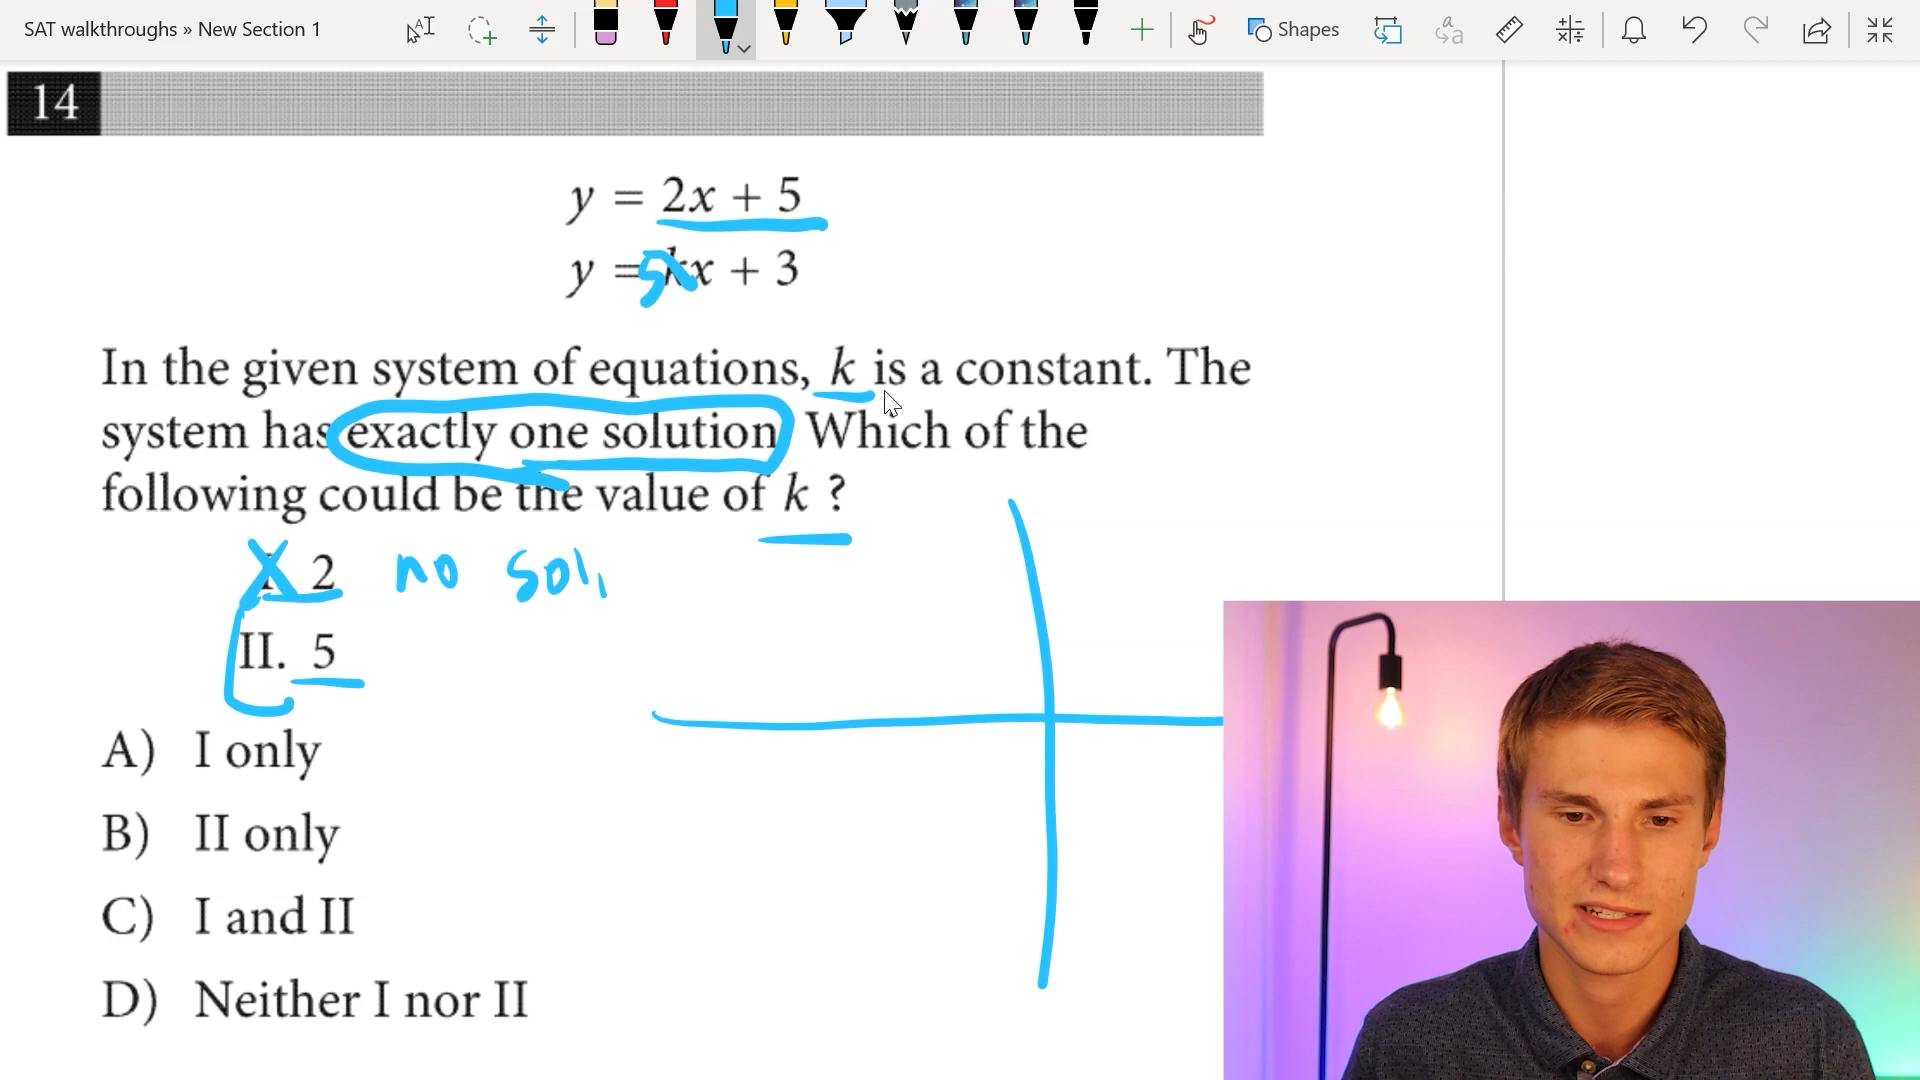 SAT walkthroughs » New Section 1
Shapes
14
y = 2x + 5
y = kx + 3
5x
In the given system of equations, k is a constant. The
system has exactly one solution. Which of the
following could be the value of k ?
I. 2 no sol.
II. 5
A) I only
B) II only
C) I and II
D) Neither I nor II